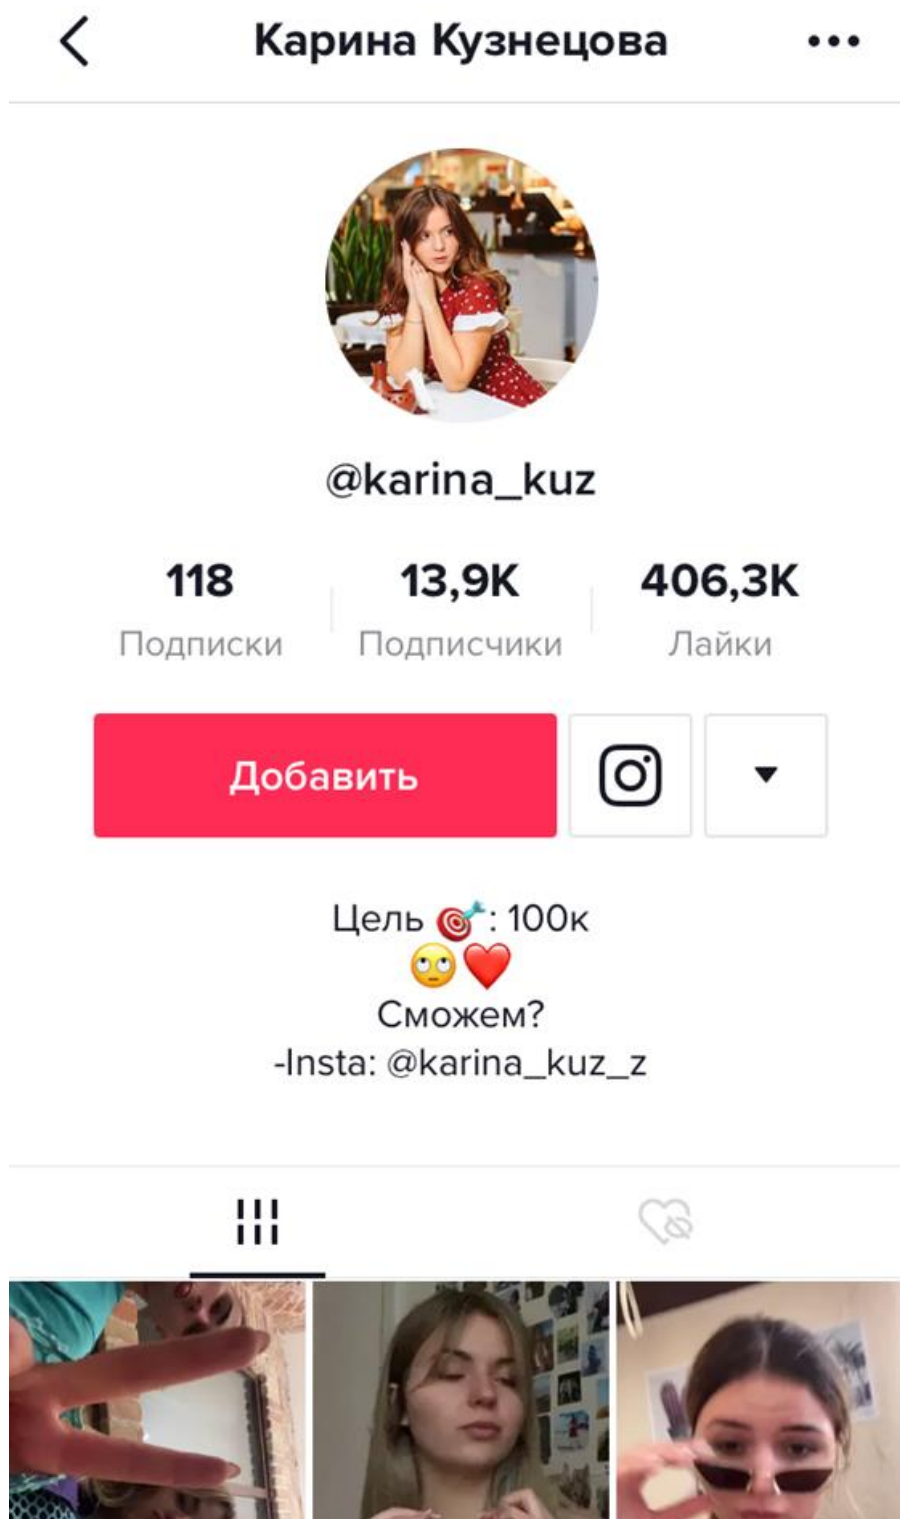 Карина Кузнецова
@karina_kuz
118 13,9K 406,3K
Подписки Подписчики Лайки
Добавить
Цель 🎯: 100к
🙄❤️
Сможем?
-Insta: @karina_kuz_z